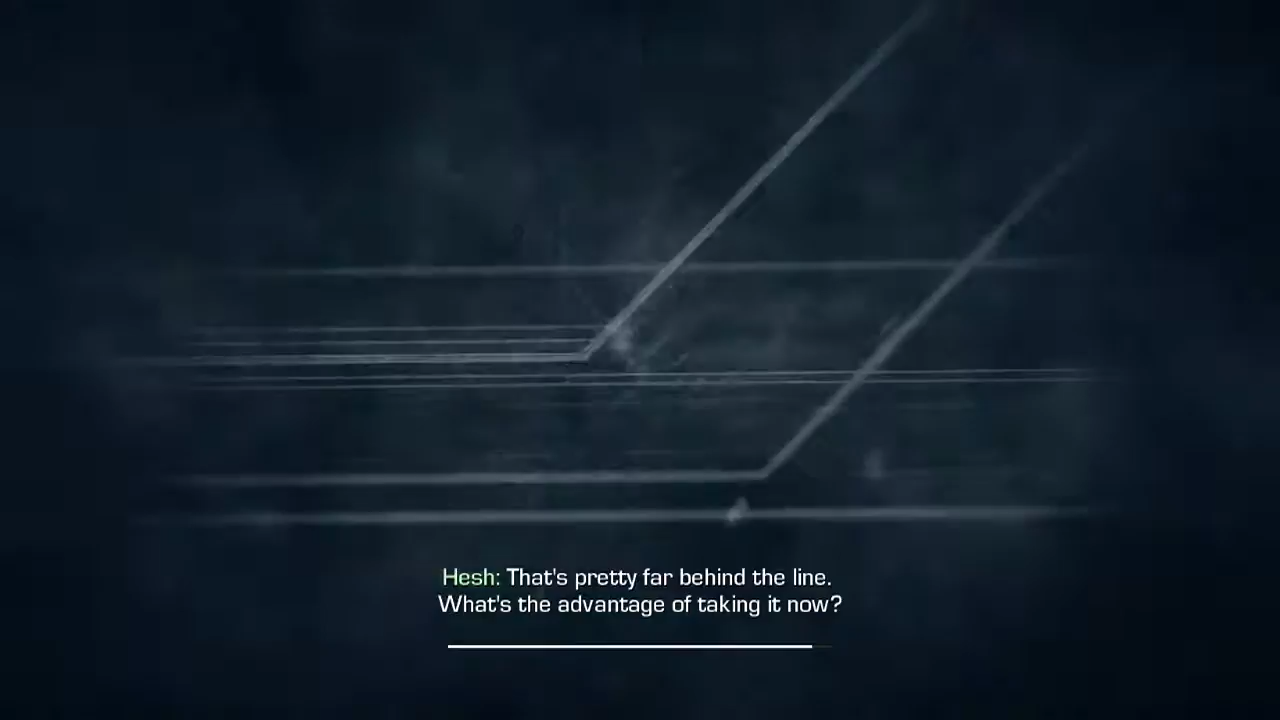 Hesh: That's pretty far behind the line.
What's the advantage of taking it now?